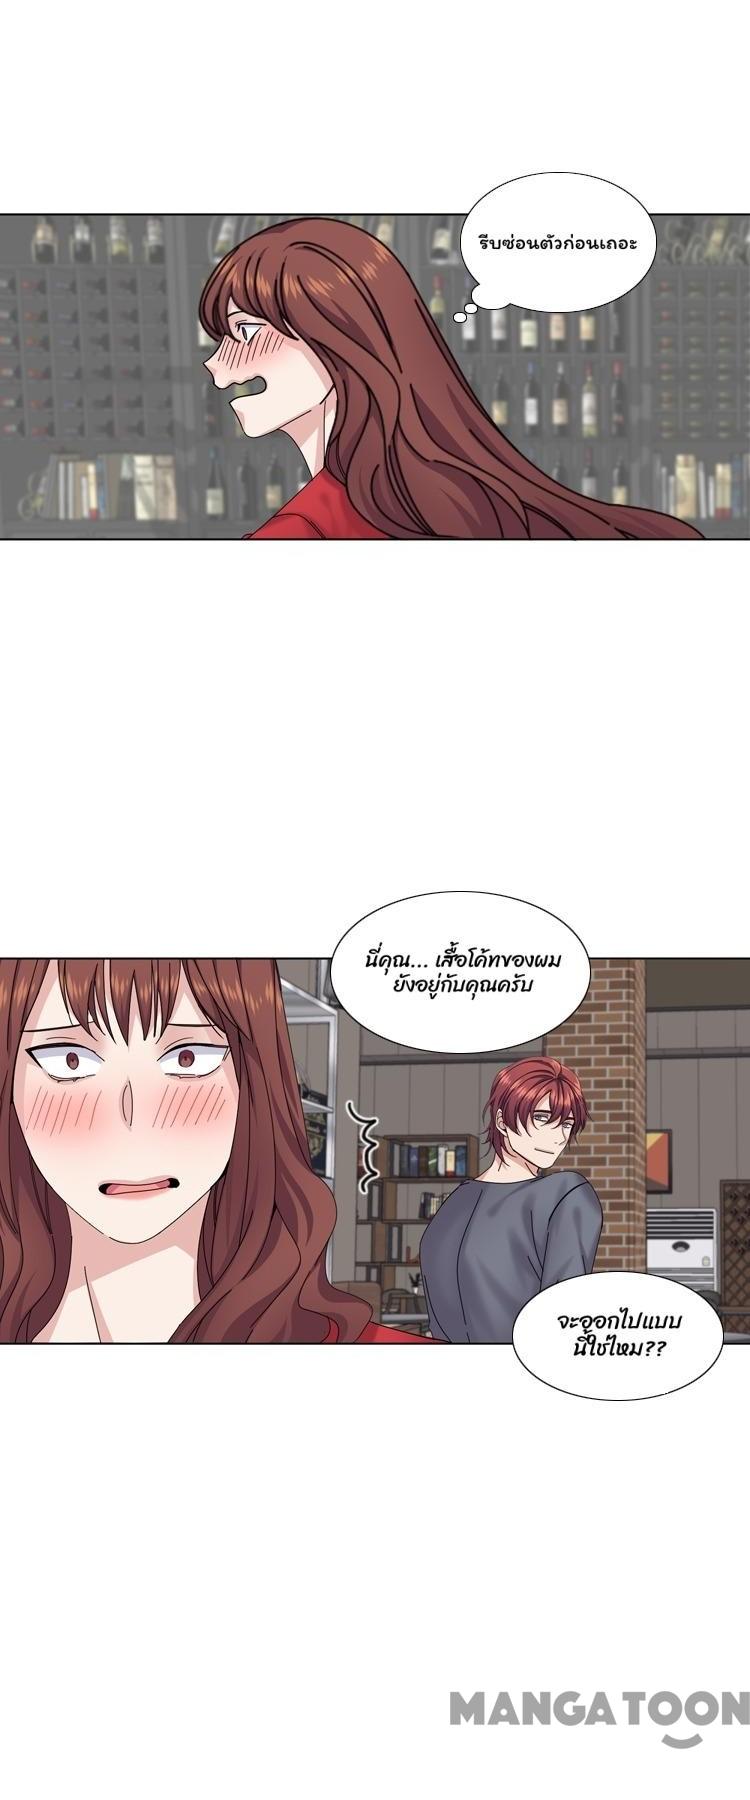 รีบซ่อนตัวก่อนเถอะ
นี่คุณ... เสื้อโค้ทของผม
ยังอยู่กับคุณครับ
จะออกไปแบบ
นี้ใช่ไหม??
MANGATOON